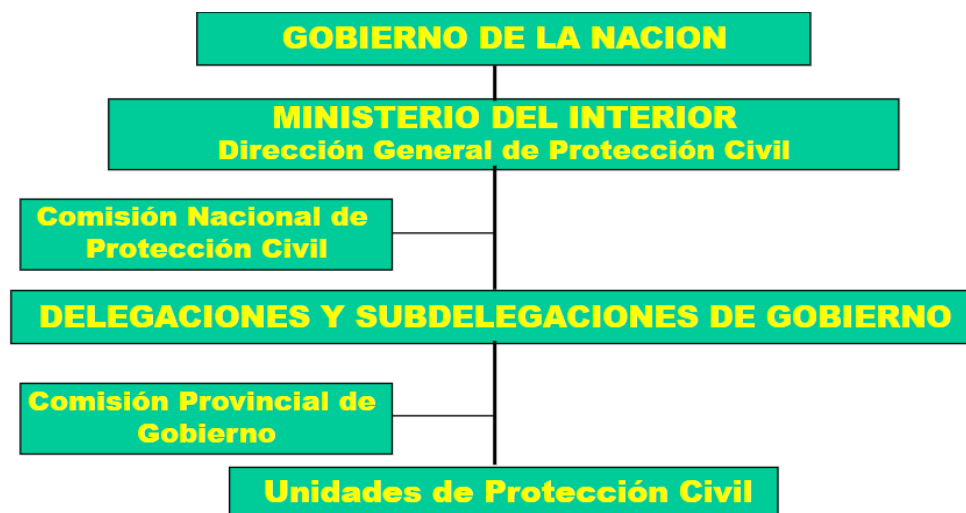 GOBIERNO DE LA NACION
MINISTERIO DEL INTERIOR
Dirección General de Protección Civil
Comisión Nacional de
Protección Civil
DELEGACIONES Y SUBDELEGACIONES DE GOBIERNO
Comisión Provincial de
Gobierno
Unidades de Protección Civil